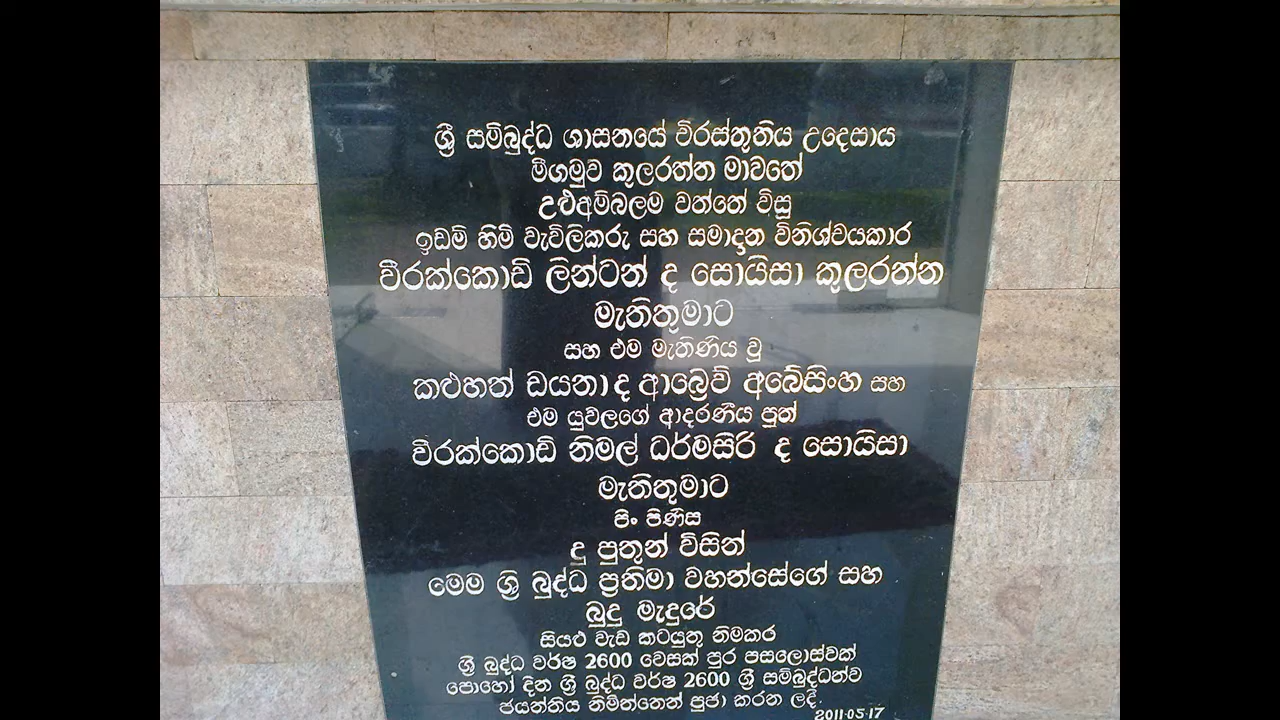 ශ්‍රී සම්බුද්ධ ශාසනයේ චිරස්තුතිය උදෙසාය
මීගමුව කුලරත්න මාවතේ
උළුඅම්බලම වත්තේ විසූ
ඉඩම් හිමි වැවිලිකරු සහ සමාදාන විනිශ්චයකාර
වීරක්කොඩි ලින්ටන් ද සොයිසා කුලරත්න
මැතිතුමාට
සහ එම මැතිණිය වූ
කළුහත් ඩයනා ද ආබ්‍රෙව් අබේසිංහ සහ
එම යුවලගේ ආදරණීය පුත්
වීරක්කොඩි නිමල් ධර්මසිරි ද සොයිසා
මැතිතුමාට
පිං පිණිස
දූ පුතුන් විසින්
මෙම ශ්‍රී බුද්ධ ප්‍රතිමා වහන්සේගේ සහ
බුදු මැදුරේ
සියළු වැඩ කටයුතු නිමකර
ශ්‍රී බුද්ධ වර්ෂ 2600 වෙසක් පුර පසලොස්වක්
පොහෝ දින ශ්‍රී බුද්ධ වර්ෂ 2600 ශ්‍රී සම්බුද්ධත්ව
ජයන්තිය නිමිත්තෙන් පූජා කරන ලදී.
2011-05-17